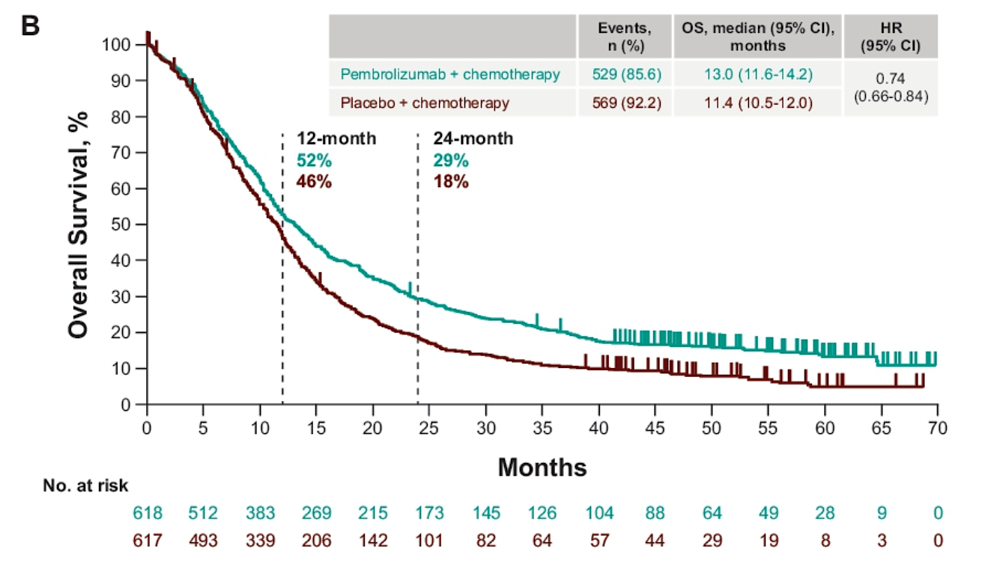 B
Events, n (%) OS, median (95% CI), months HR (95% CI)
Pembrolizumab + chemotherapy 529 (85.6) 13.0 (11.6-14.2) 0.74 (0.66-0.84)
Placebo + chemotherapy 569 (92.2) 11.4 (10.5-12.0)
12-month
52%
46%
24-month
29%
18%
Overall Survival, %
100
90
80
70
60
50
40
30
20
10
0
0 5 10 15 20 25 30 35 40 45 50 55 60 65 70
Months
No. at risk
618 512 383 269 215 173 145 126 104 88 64 49 28 9 0
617 493 339 206 142 101 82 64 57 44 29 19 8 3 0